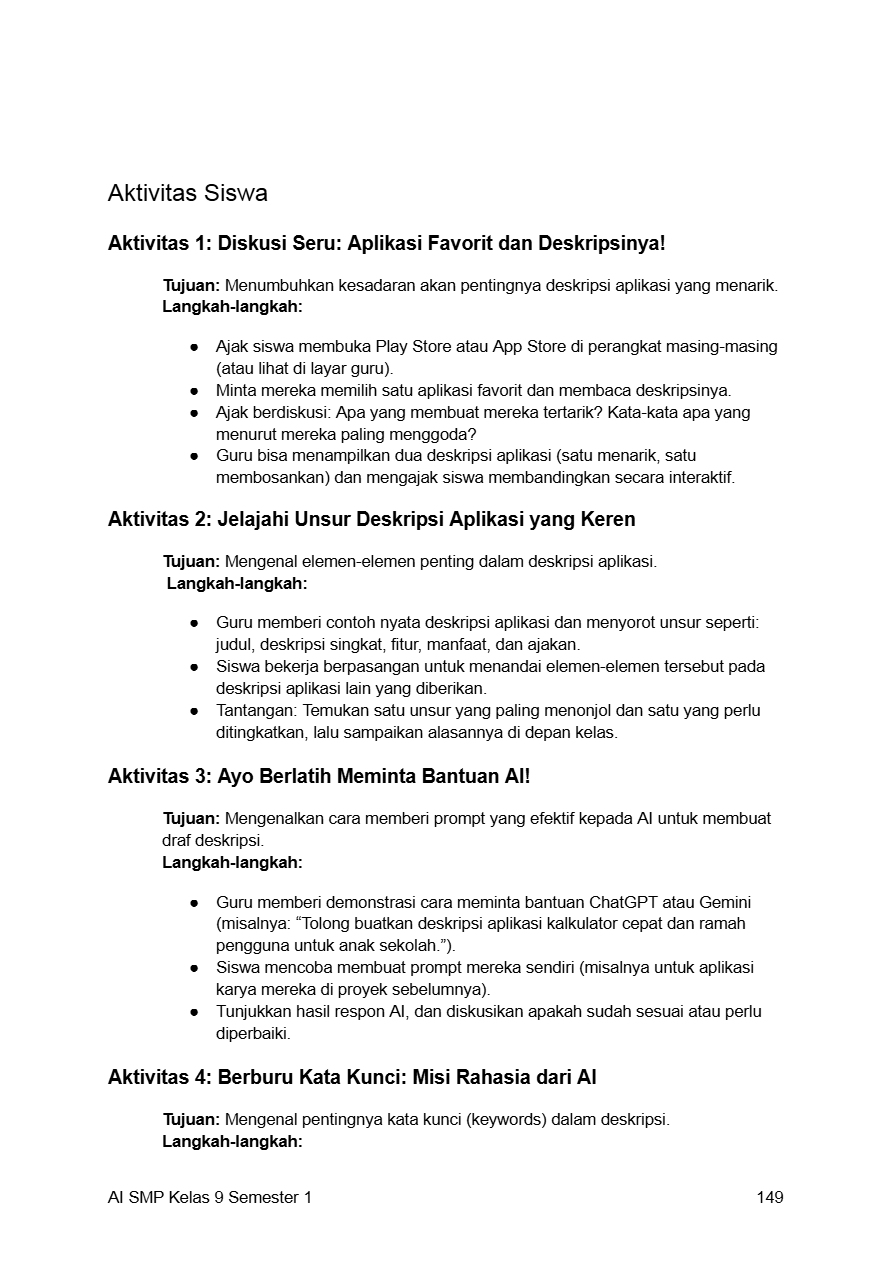 Aktivitas Siswa
Aktivitas 1: Diskusi Seru: Aplikasi Favorit dan Deskripsinya!
Tujuan: Menumbuhkan kesadaran akan pentingnya deskripsi aplikasi yang menarik.
Langkah-langkah:
● Ajak siswa membuka Play Store atau App Store di perangkat masing-masing
(atau lihat di layar guru).
● Minta mereka memilih satu aplikasi favorit dan membaca deskripsinya.
● Ajak berdiskusi: Apa yang membuat mereka tertarik? Kata-kata apa yang
menurut mereka paling menggoda?
● Guru bisa menampilkan dua deskripsi aplikasi (satu menarik, satu
membosankan) dan mengajak siswa membandingkan secara interaktif.
Aktivitas 2: Jelajahi Unsur Deskripsi Aplikasi yang Keren
Tujuan: Mengenal elemen-elemen penting dalam deskripsi aplikasi.
Langkah-langkah:
● Guru memberi contoh nyata deskripsi aplikasi dan menyorot unsur seperti:
judul, deskripsi singkat, fitur, manfaat, dan ajakan.
● Siswa bekerja berpasangan untuk menandai elemen-elemen tersebut pada
deskripsi aplikasi lain yang diberikan.
● Tantangan: Temukan satu unsur yang paling menonjol dan satu yang perlu
ditingkatkan, lalu sampaikan alasannya di depan kelas.
Aktivitas 3: Ayo Berlatih Meminta Bantuan AI!
Tujuan: Mengenalkan cara memberi prompt yang efektif kepada AI untuk membuat
draf deskripsi.
Langkah-langkah:
● Guru memberi demonstrasi cara meminta bantuan ChatGPT atau Gemini
(misalnya: “Tolong buatkan deskripsi aplikasi kalkulator cepat dan ramah
pengguna untuk anak sekolah.”).
● Siswa mencoba membuat prompt mereka sendiri (misalnya untuk aplikasi
karya mereka di proyek sebelumnya).
● Tunjukkan hasil respon AI, dan diskusikan apakah sudah sesuai atau perlu
diperbaiki.
Aktivitas 4: Berburu Kata Kunci: Misi Rahasia dari AI
Tujuan: Mengenal pentingnya kata kunci (keywords) dalam deskripsi.
Langkah-langkah:
AI SMP Kelas 9 Semester 1 149